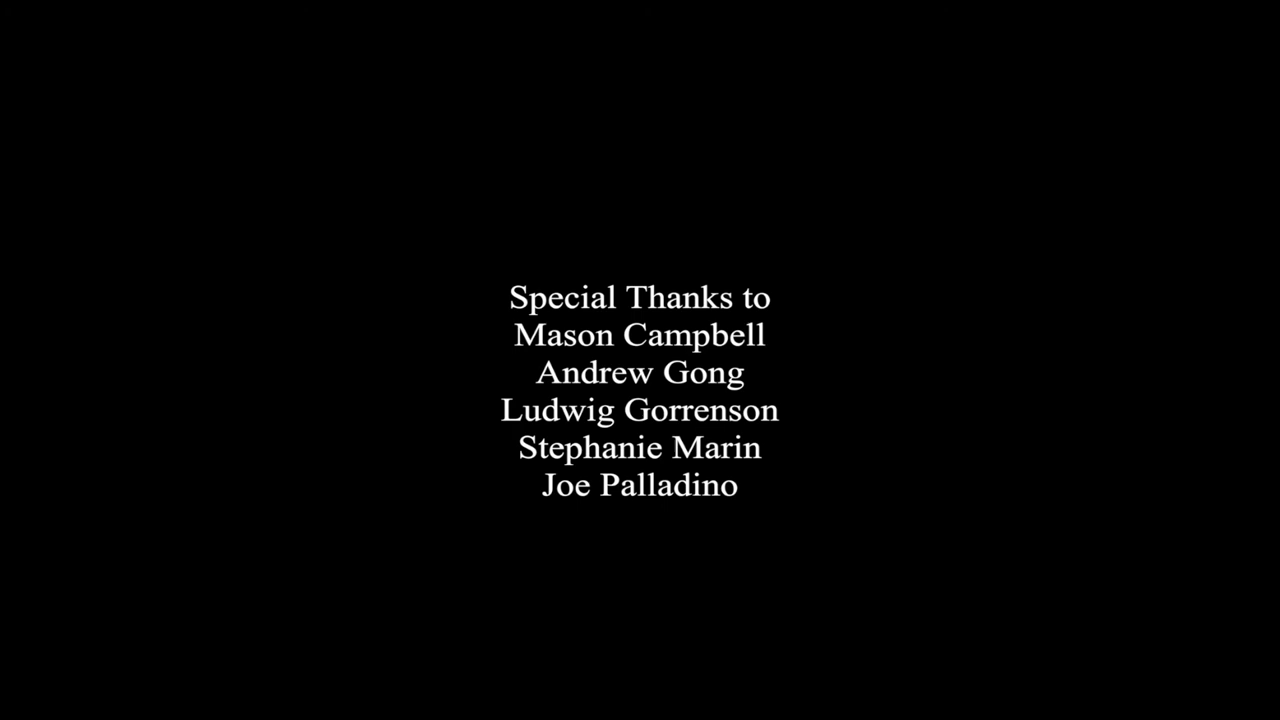 Special Thanks to
Mason Campbell
Andrew Gong
Ludwig Gorrenson
Stephanie Marin
Joe Palladino